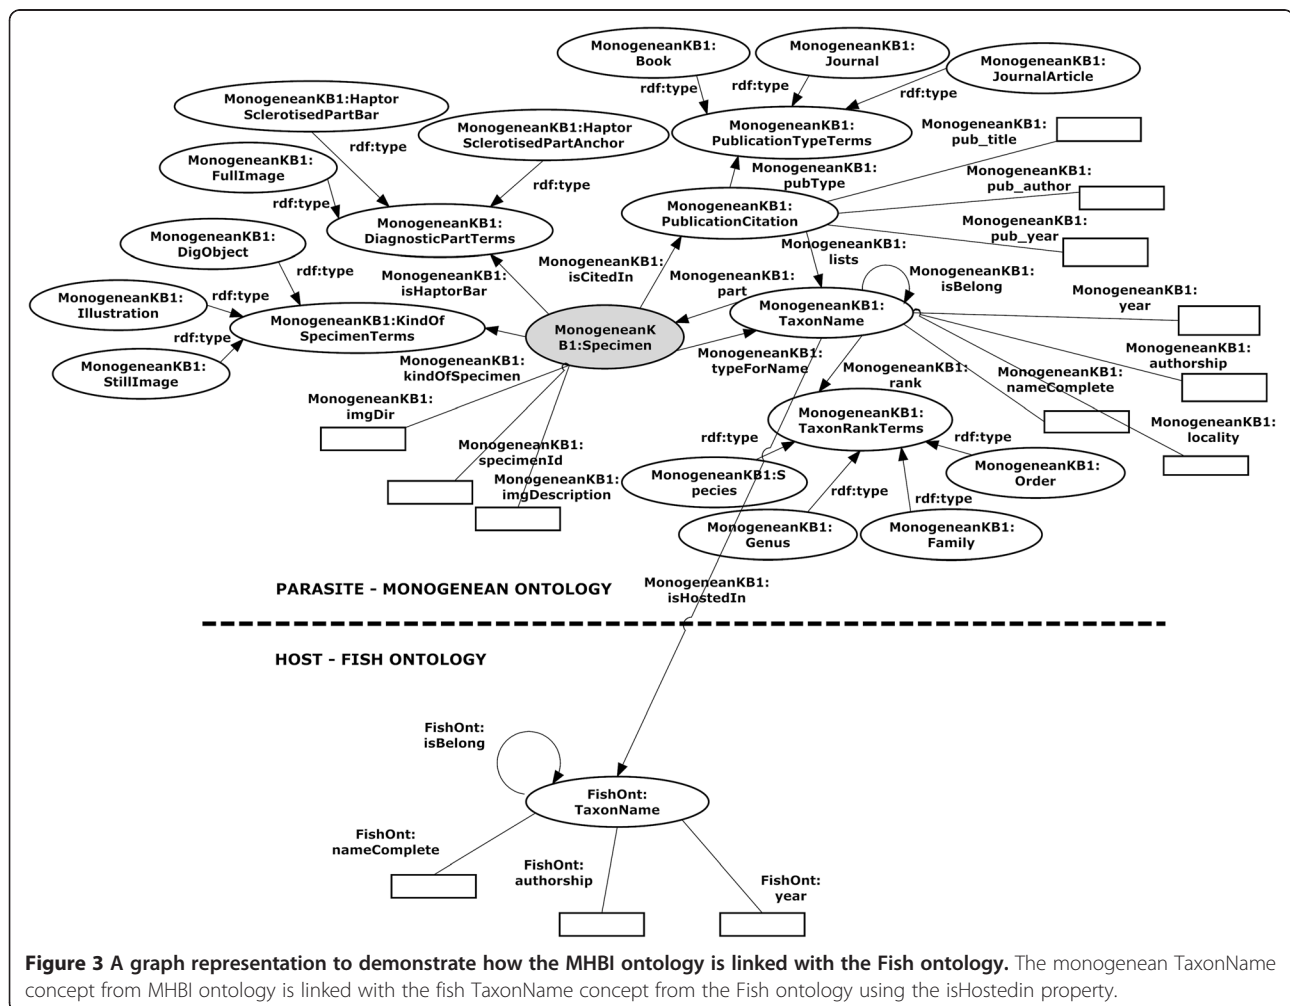 MonogeneanKB1:
Book
MonogeneanKB1:
Journal
MonogeneanKB1:
JournalArticle
rdf:type
rdf:type
rdf:type
MonogeneanKB1:Haptor
SclerotisedPartBar
MonogeneanKB1:Haptor
SclerotisedPartAnchor
MonogeneanKB1:
PublicationTypeTerms
MonogeneanKB1:
pub_title
rdf:type
MonogeneanKB1:
FullImage
rdf:type
rdf:type
MonogeneanKB1:
pubType
MonogeneanKB1:
pub_author
MonogeneanKB1:
PublicationCitation
MonogeneanKB1:
pub_year
MonogeneanKB1:
DiagnosticPartTerms
MonogeneanKB1:
DigObject
rdf:type
MonogeneanKB1:
isHaptorBar
MonogeneanKB1:
isCitedIn
MonogeneanKB1:
lists
MonogeneanKB1:
part
MonogeneanKB1:
isBelong
MonogeneanKB1:
year
MonogeneanKB1:
Illustration
rdf:type
MonogeneanKB1:KindOf
SpecimenTerms
MonogeneanK
B1:Specimen
MonogeneanKB1:
TaxonName
rdf:type
MonogeneanKB1:
StillImage
MonogeneanKB1:
kindOfSpecimen
MonogeneanKB1:
typeForName
MonogeneanKB1:
rank
MonogeneanKB1:
authorship
MonogeneanKB1:
nameComplete
MonogeneanKB1:
imgDir
MonogeneanKB1:
TaxonRankTerms
MonogeneanKB1:
locality
MonogeneanKB1:
specimenId
MonogeneanKB1:
imgDescription
rdf:type
rdf:type
MonogeneanKB1:S
pecies
MonogeneanKB1:
Order
rdf:type
rdf:type
MonogeneanKB1:
Genus
MonogeneanKB1:
Family
MonogeneanKB1:
isHostedIn
PARASITE - MONOGENEAN ONTOLOGY
HOST - FISH ONTOLOGY
FishOnt:
isBelong
FishOnt:
TaxonName
FishOnt:
nameComplete
FishOnt:
authorship
FishOnt:
year
Figure 3 A graph representation to demonstrate how the MHBI ontology is linked with the Fish ontology. The monogenean TaxonName
concept from MHBI ontology is linked with the fish TaxonName concept from the Fish ontology using the isHostedin property.